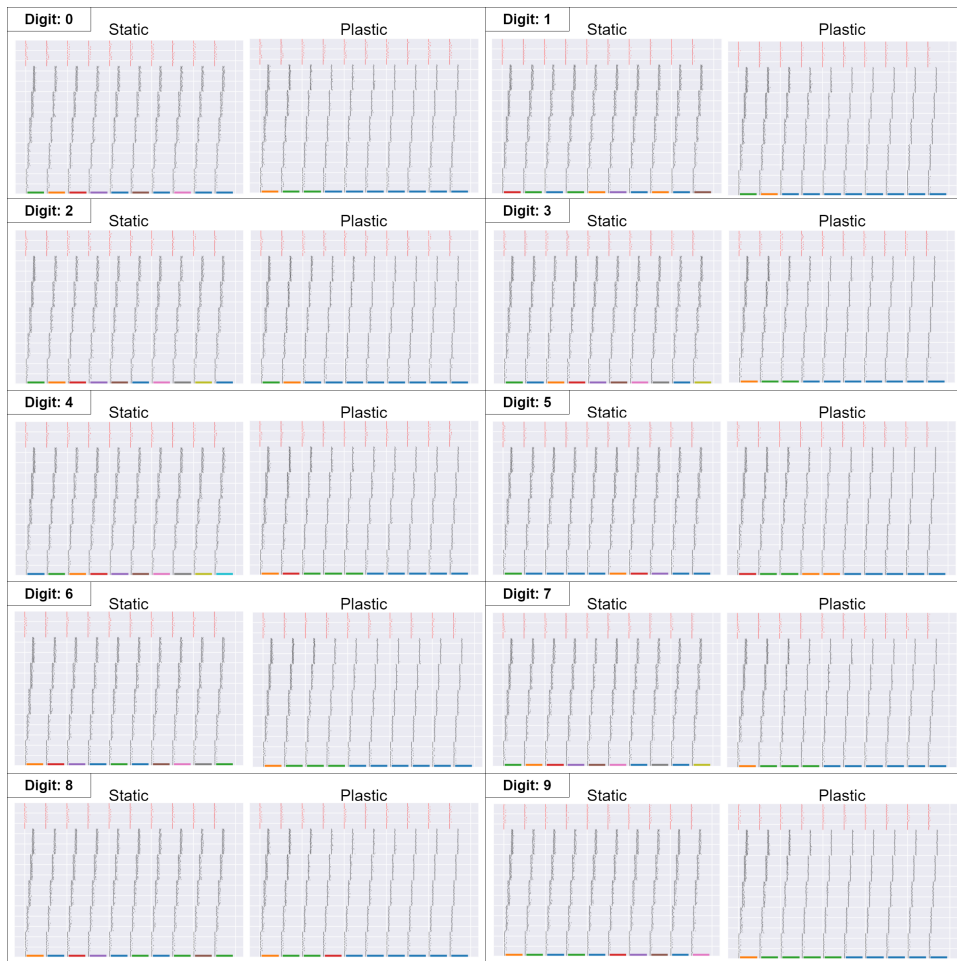 Digit: 0
Static
Plastic
Digit: 1
Static
Plastic
Digit: 2
Static
Plastic
Digit: 3
Static
Plastic
Digit: 4
Static
Plastic
Digit: 5
Static
Plastic
Digit: 6
Static
Plastic
Digit: 7
Static
Plastic
Digit: 8
Static
Plastic
Digit: 9
Static
Plastic